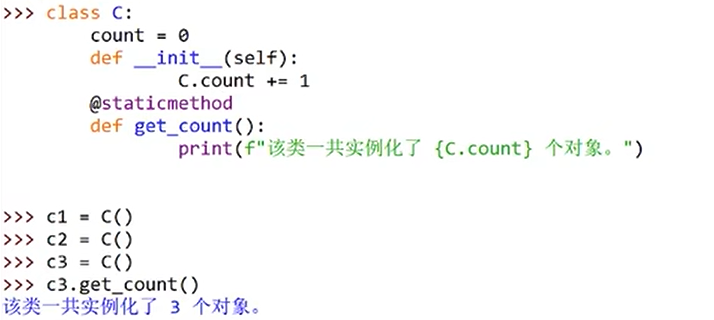 >>> class C:
        count = 0
        def __init__(self):
                C.count += 1
        @staticmethod
        def get_count():
                print(f"该类一共实例化了 {C.count} 个对象。")
>>> c1 = C()
>>> c2 = C()
>>> c3 = C()
>>> c3.get_count()
该类一共实例化了 3 个对象。